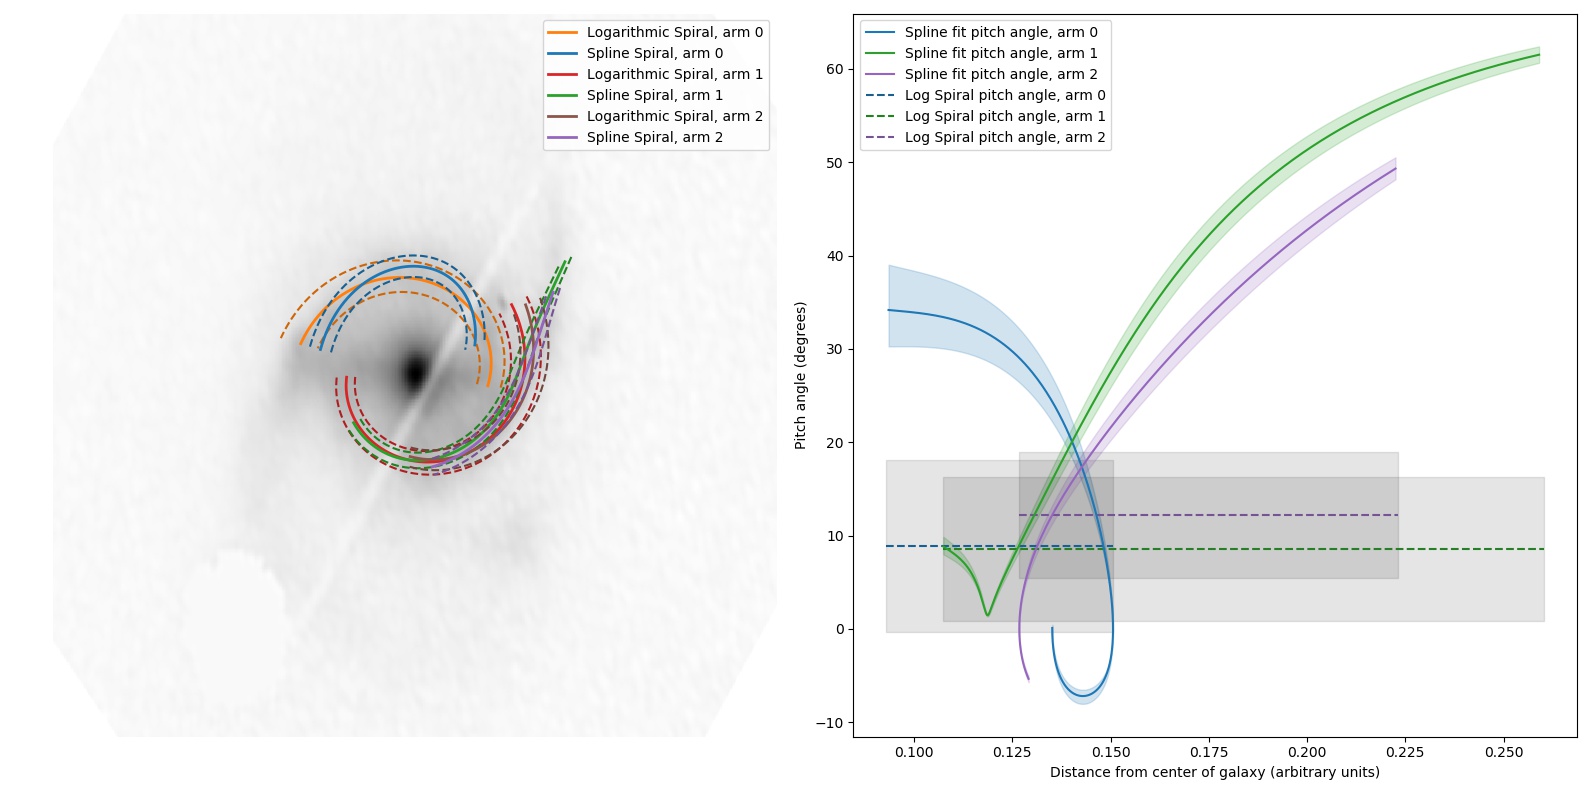 Logarithmic Spiral, arm 0
Spline Spiral, arm 0
Logarithmic Spiral, arm 1
Spline Spiral, arm 1
Logarithmic Spiral, arm 2
Spline Spiral, arm 2
Spline fit pitch angle, arm 0
Spline fit pitch angle, arm 1
Spline fit pitch angle, arm 2
Log Spiral pitch angle, arm 0
Log Spiral pitch angle, arm 1
Log Spiral pitch angle, arm 2
Pitch angle (degrees)
60
50
40
30
20
10
0
−10
0.100 0.125 0.150 0.175 0.200 0.225 0.250
Distance from center of galaxy (arbitrary units)